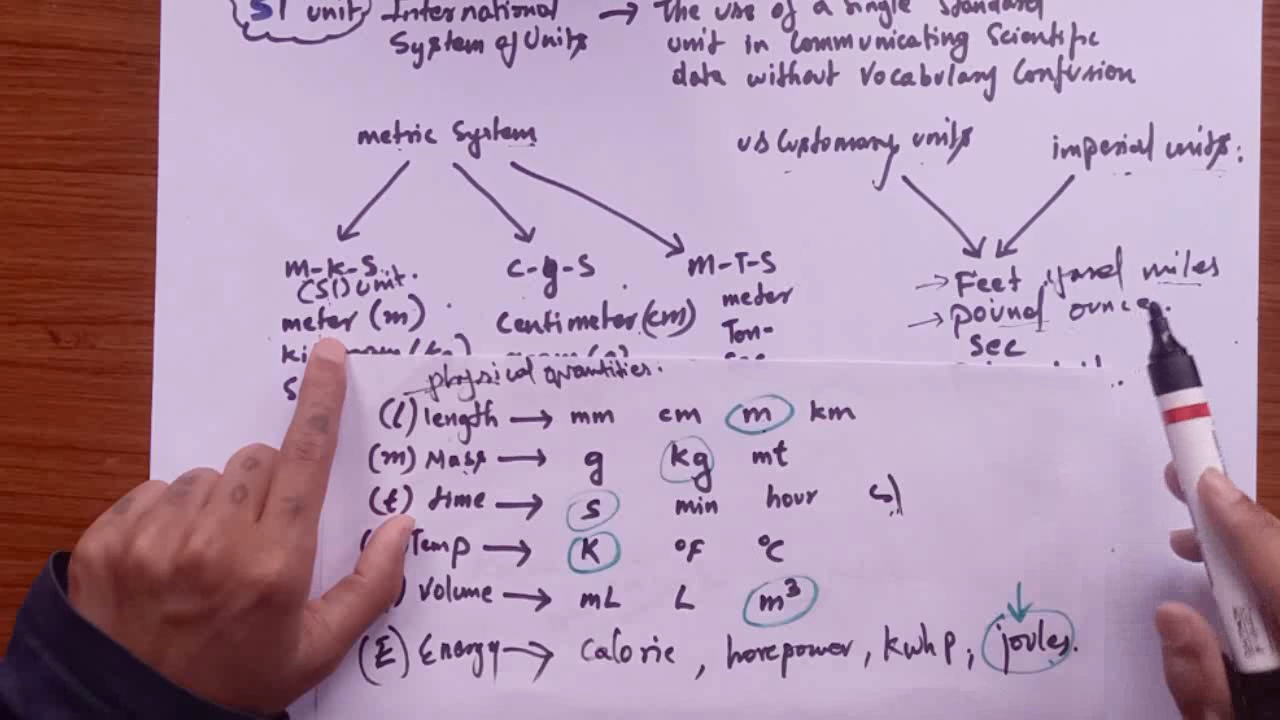 SI unit International → The use of a single standard
System of Units unit in Communicating Scientific
data without Vocabulary Confusion
metric System
us Customary units imperial units.
m-k-S C-g-S M-T-S
(SI) unit.
meter (m) Centimeter (cm) meter
Ton-
→ Feet yard miles
→ pound ounce.
sec
physical quantities.
(l) length → mm cm m km
(m) Mass → g kg mt
(t) time → s min hour
Temp → K °F °C
Volume → mL L m³
(E) Energy → Calorie, horepower, kwhp, joules.